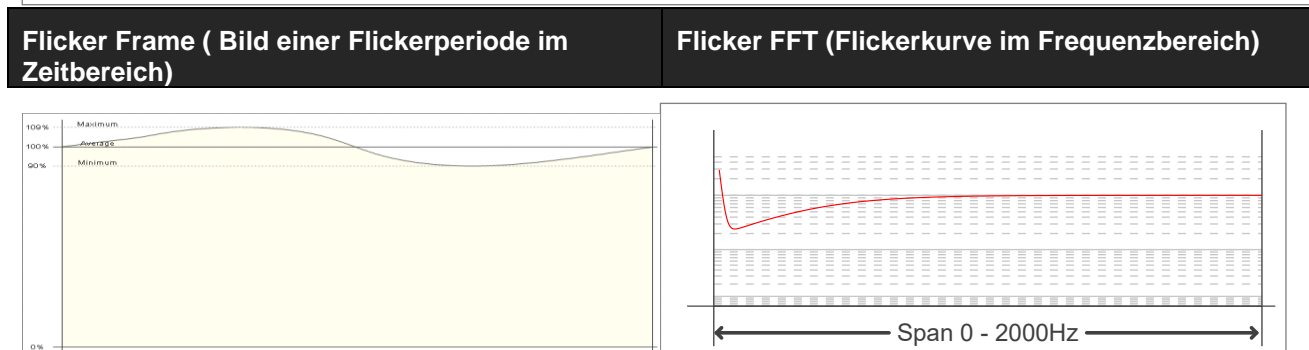 Flicker Frame ( Bild einer Flickerperiode im
Zeitbereich)
Flicker FFT (Flickerkurve im Frequenzbereich)
109%
Maximum
100%
Average
90%
Minimum
0%
Span 0 - 2000Hz